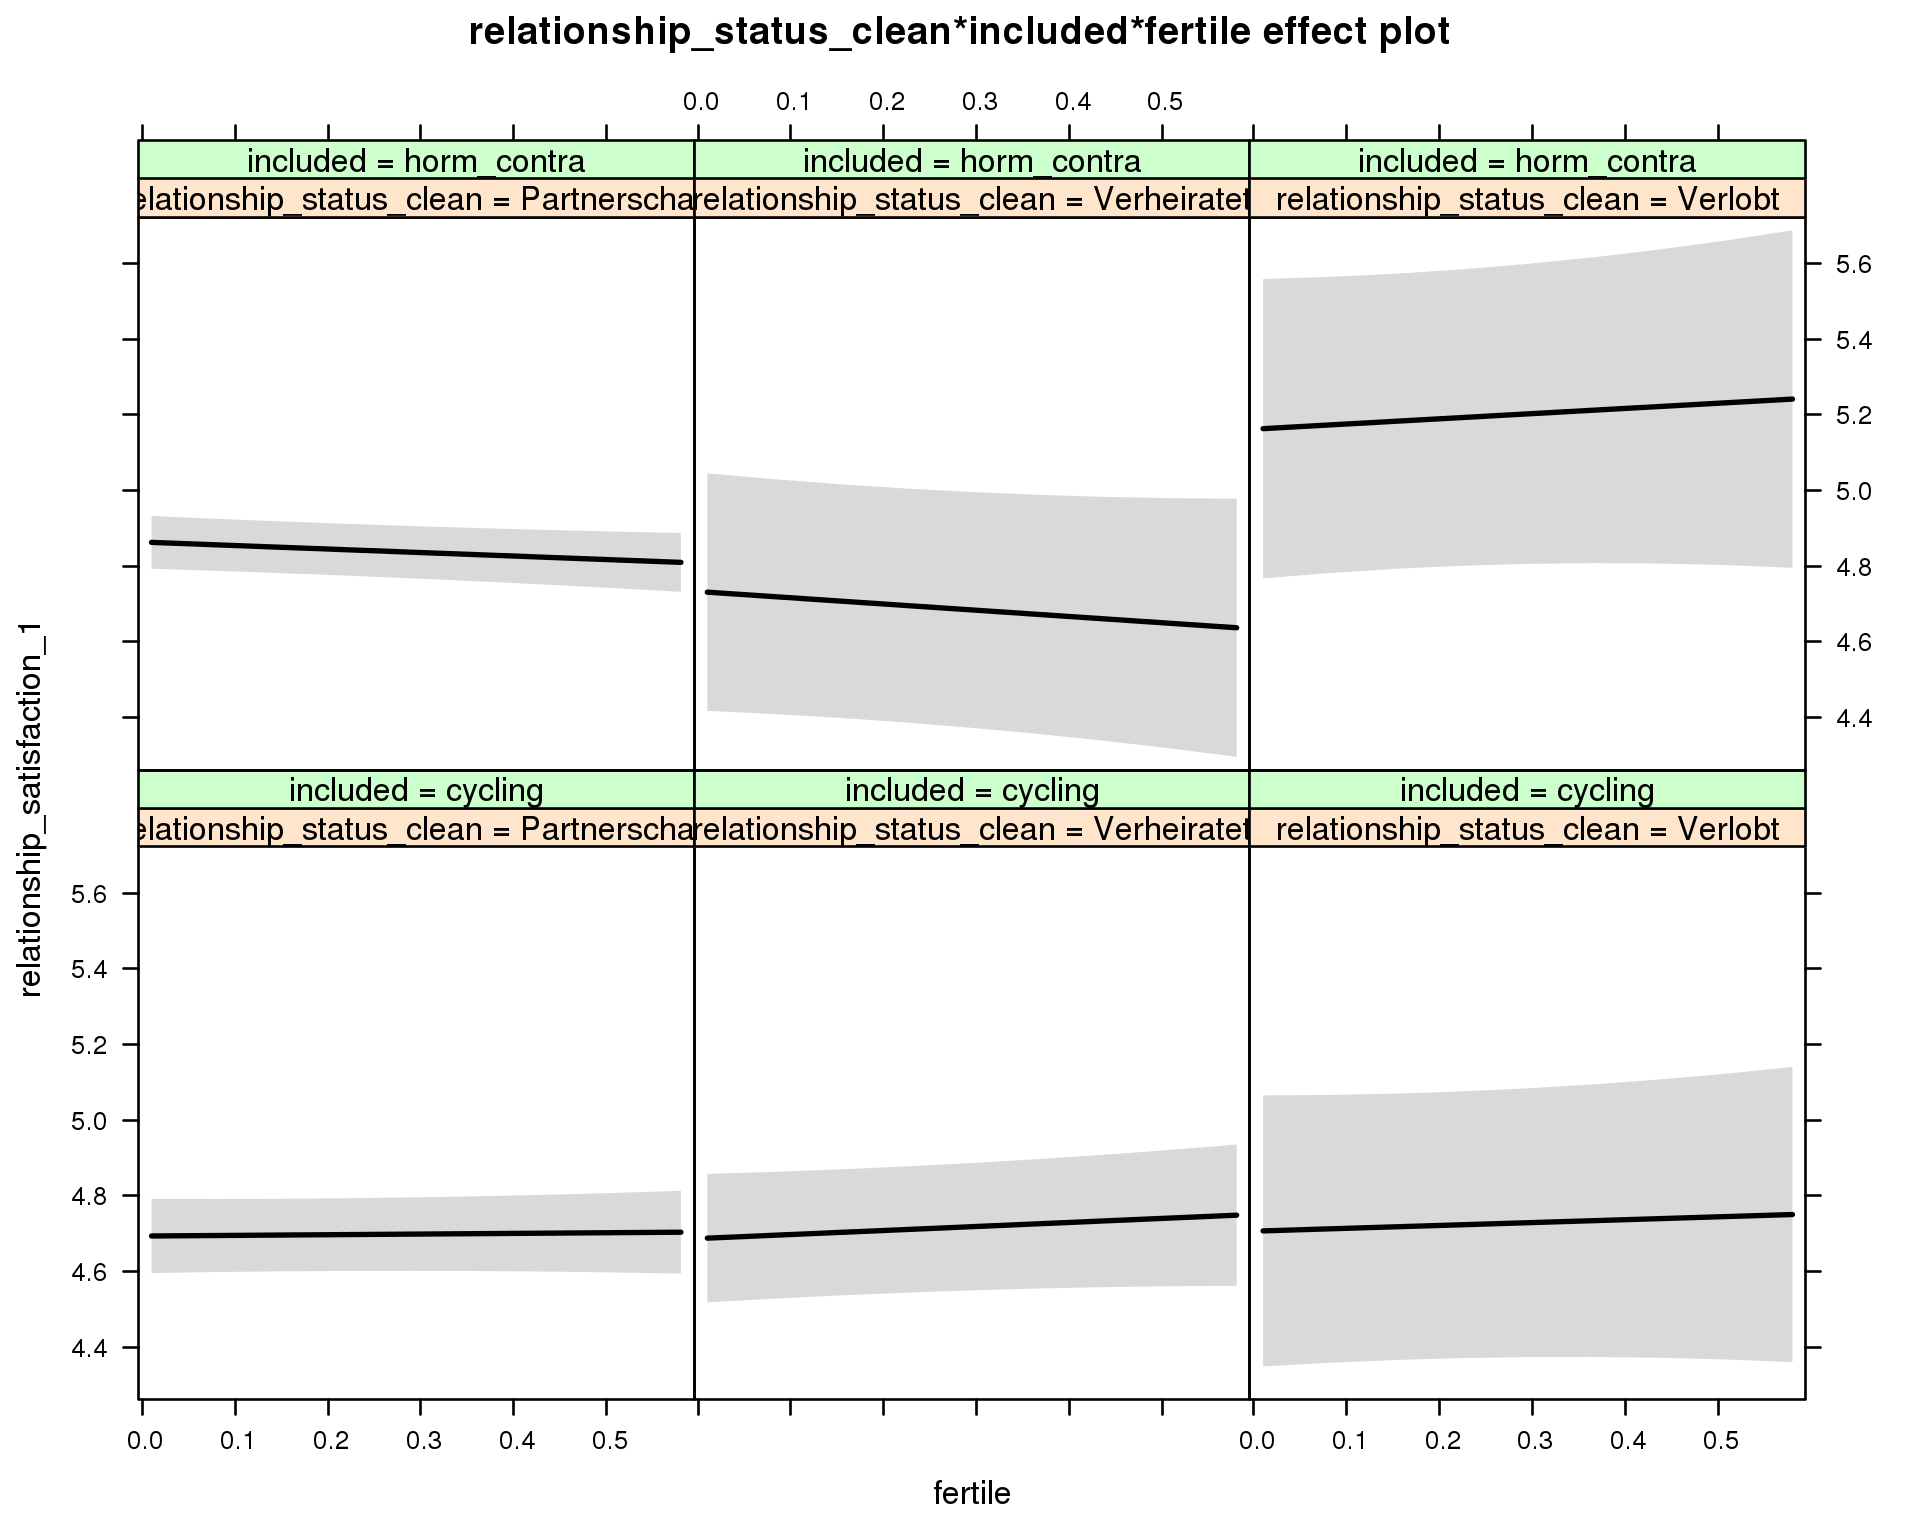 relationship_status_clean*included*fertile effect plot
0.0 0.1 0.2 0.3 0.4 0.5
included = horm_contra included = horm_contra included = horm_contra
elationship_status_clean = Partnerscha relationship_status_clean = Verheiratet relationship_status_clean = Verlobt
5.6
5.4
5.2
5.0
4.8
4.6
4.4
relationship_satisfaction_1
included = cycling included = cycling included = cycling
elationship_status_clean = Partnerscha relationship_status_clean = Verheiratet relationship_status_clean = Verlobt
5.6
5.4
5.2
5.0
4.8
4.6
4.4
0.0 0.1 0.2 0.3 0.4 0.5 0.0 0.1 0.2 0.3 0.4 0.5
fertile